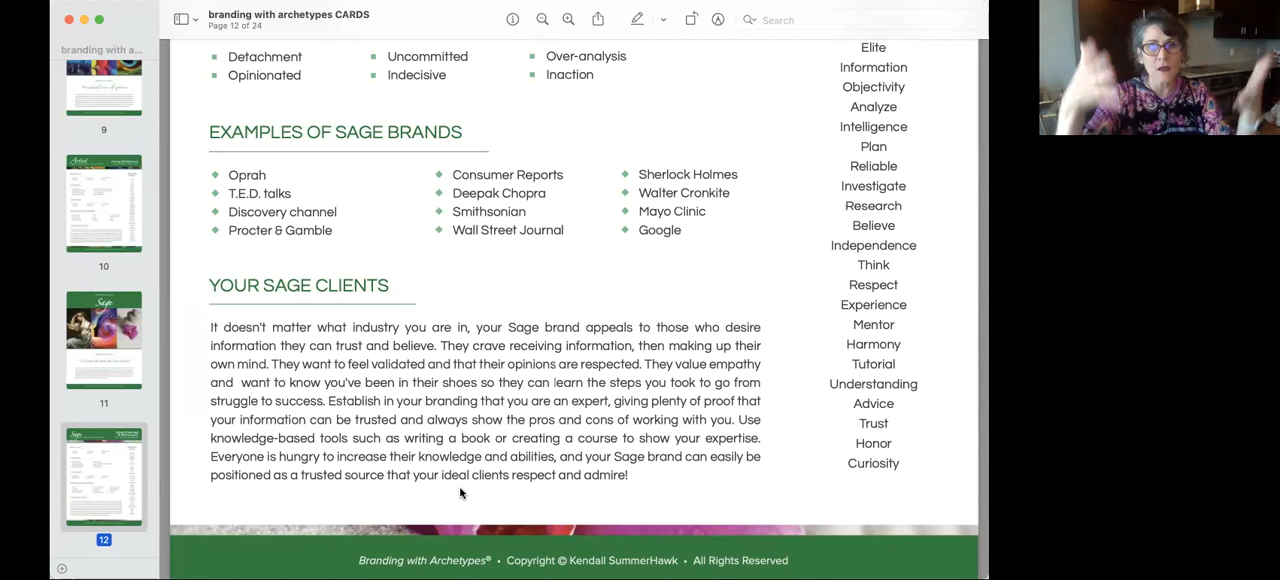 branding with archetypes CARDS
Page 12 of 24
Search
branding with a...
9
10
Sage
11
Sage
12
Detachment
Uncommitted
Over-analysis
Opinionated
Indecisive
Inaction
EXAMPLES OF SAGE BRANDS
Oprah
Consumer Reports
Sherlock Holmes
T.E.D. talks
Deepak Chopra
Walter Cronkite
Discovery channel
Smithsonian
Mayo Clinic
Procter & Gamble
Wall Street Journal
Google
YOUR SAGE CLIENTS
It doesn't matter what industry you are in, your Sage brand appeals to those who desire
information they can trust and believe. They crave receiving information, then making up their
own mind. They want to feel validated and that their opinions are respected. They value empathy
and want to know you've been in their shoes so they can learn the steps you took to go from
struggle to success. Establish in your branding that you are an expert, giving plenty of proof that
your information can be trusted and always show the pros and cons of working with you. Use
knowledge-based tools such as writing a book or creating a course to show your expertise.
Everyone is hungry to increase their knowledge and abilities, and your Sage brand can easily be
positioned as a trusted source that your ideal clients respect and admire!
Elite
Information
Objectivity
Analyze
Intelligence
Plan
Reliable
Investigate
Research
Believe
Independence
Think
Respect
Experience
Mentor
Harmony
Tutorial
Understanding
Advice
Trust
Honor
Curiosity
Branding with Archetypes® • Copyright © Kendall SummerHawk • All Rights Reserved